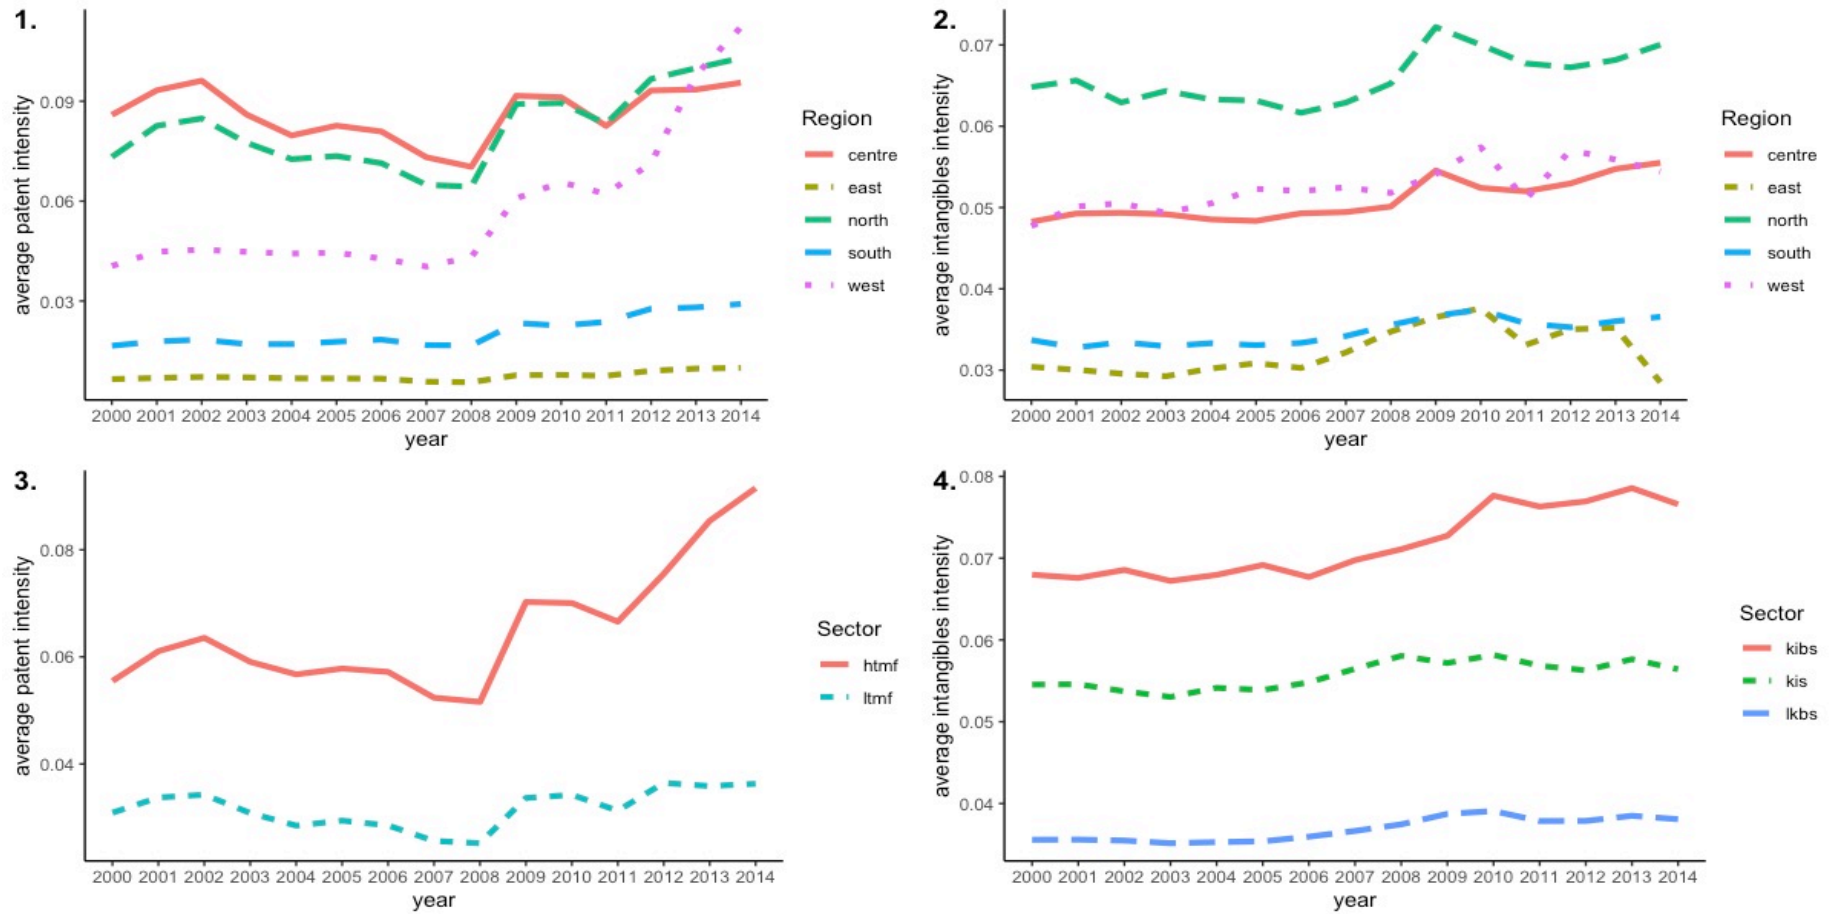 1.
average patent intensity
0.09
0.06
0.03
2000 2001 2002 2003 2004 2005 2006 2007 2008 2009 2010 2011 2012 2013 2014
year
Region
centre
east
north
south
west
2.
average intangibles intensity
0.07
0.06
0.05
0.04
0.03
2000 2001 2002 2003 2004 2005 2006 2007 2008 2009 2010 2011 2012 2013 2014
year
Region
centre
east
north
south
west
3.
average patent intensity
0.08
0.06
0.04
2000 2001 2002 2003 2004 2005 2006 2007 2008 2009 2010 2011 2012 2013 2014
year
Sector
htmf
ltmf
4.
average intangibles intensity
0.08
0.07
0.06
0.05
0.04
2000 2001 2002 2003 2004 2005 2006 2007 2008 2009 2010 2011 2012 2013 2014
year
Sector
kibs
kis
lkbs